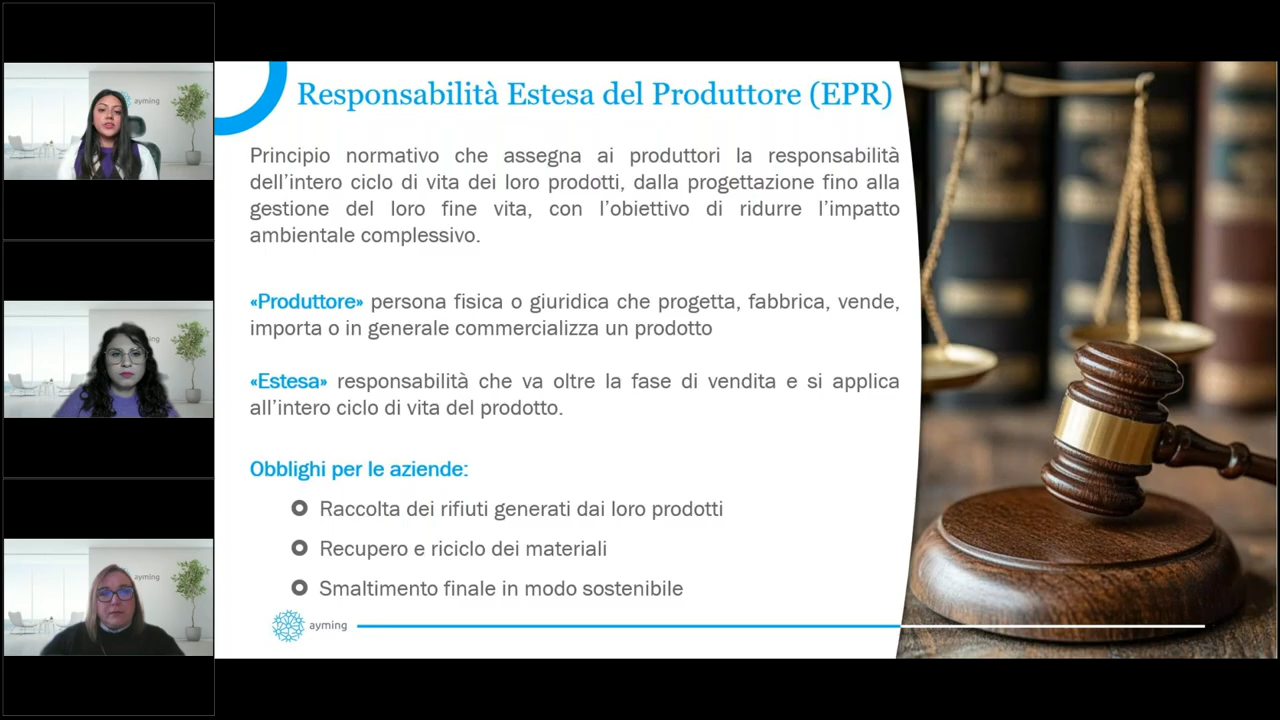 ayming
Responsabilità Estesa del Produttore (EPR)
Principio normativo che assegna ai produttori la responsabilità
dell’intero ciclo di vita dei loro prodotti, dalla progettazione fino alla
gestione del loro fine vita, con l’obiettivo di ridurre l’impatto
ambientale complessivo.
«Produttore» persona fisica o giuridica che progetta, fabbrica, vende,
importa o in generale commercializza un prodotto
«Estesa» responsabilità che va oltre la fase di vendita e si applica
all’intero ciclo di vita del prodotto.
Obblighi per le aziende:
Raccolta dei rifiuti generati dai loro prodotti
Recupero e riciclo dei materiali
Smaltimento finale in modo sostenibile
ayming
ayming